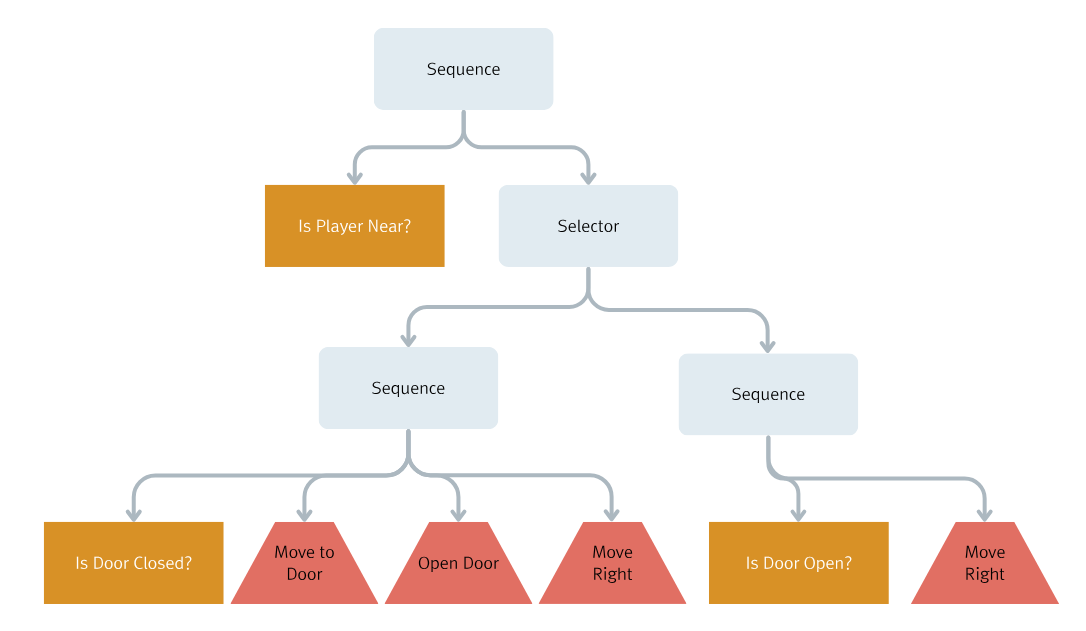 Sequence
Is Player Near?
Selector
Sequence
Sequence
Is Door Closed?
Move to
Door
Open Door
Move
Right
Is Door Open?
Move
Right